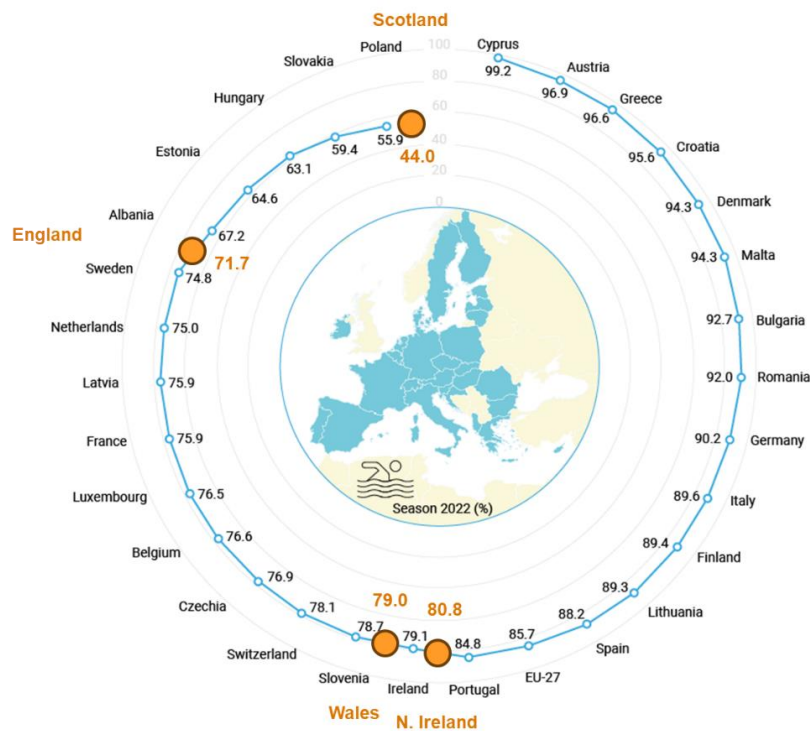 Scotland
100
80
60
40
20
0
Cyprus
99.2
Austria
96.9
Greece
96.6
Croatia
95.6
Denmark
94.3
Malta
94.3
Bulgaria
92.7
Romania
92.0
Germany
90.2
Italy
89.6
Finland
89.4
Lithuania
89.3
Spain
88.2
EU-27
85.7
Portugal
84.8
N. Ireland
80.8
Ireland
79.1
Wales
79.0
Slovenia
78.7
Switzerland
78.1
Czechia
76.9
Belgium
76.6
Luxembourg
76.5
France
75.9
Latvia
75.9
Netherlands
75.0
Sweden
74.8
England
71.7
Albania
67.2
Estonia
64.6
Hungary
63.1
Slovakia
59.4
Poland
55.9
44.0
Season 2022 (%)